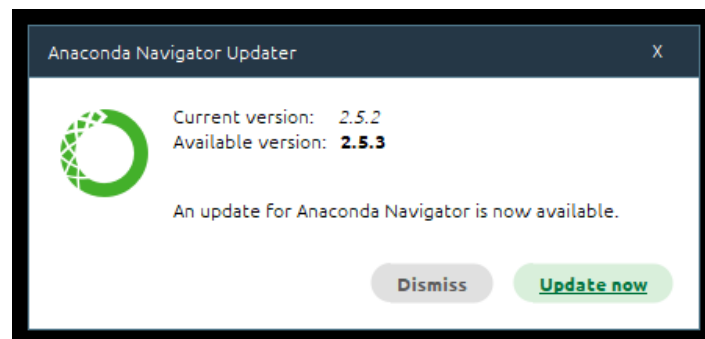 Anaconda Navigator Updater X
Current version: 2.5.2
Available version: 2.5.3
An update for Anaconda Navigator is now available.
Dismiss Update now